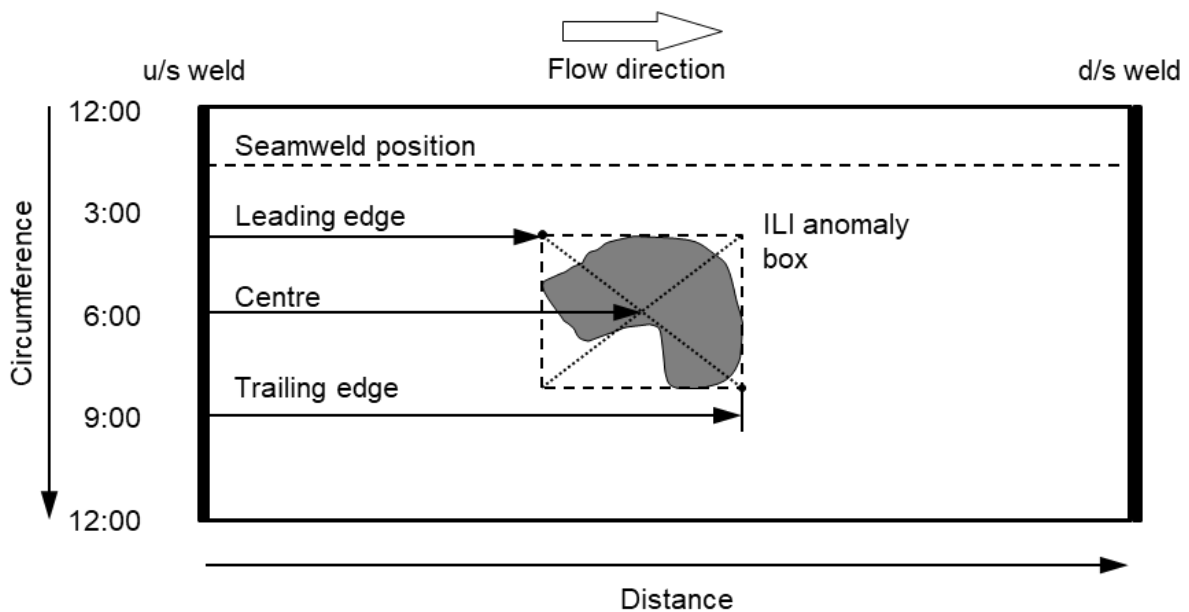 Flow direction
u/s weld
d/s weld
12:00
Seamweld position
3:00
Leading edge
ILI anomaly
box
Centre
6:00
Circumference
Trailing edge
9:00
12:00
Distance